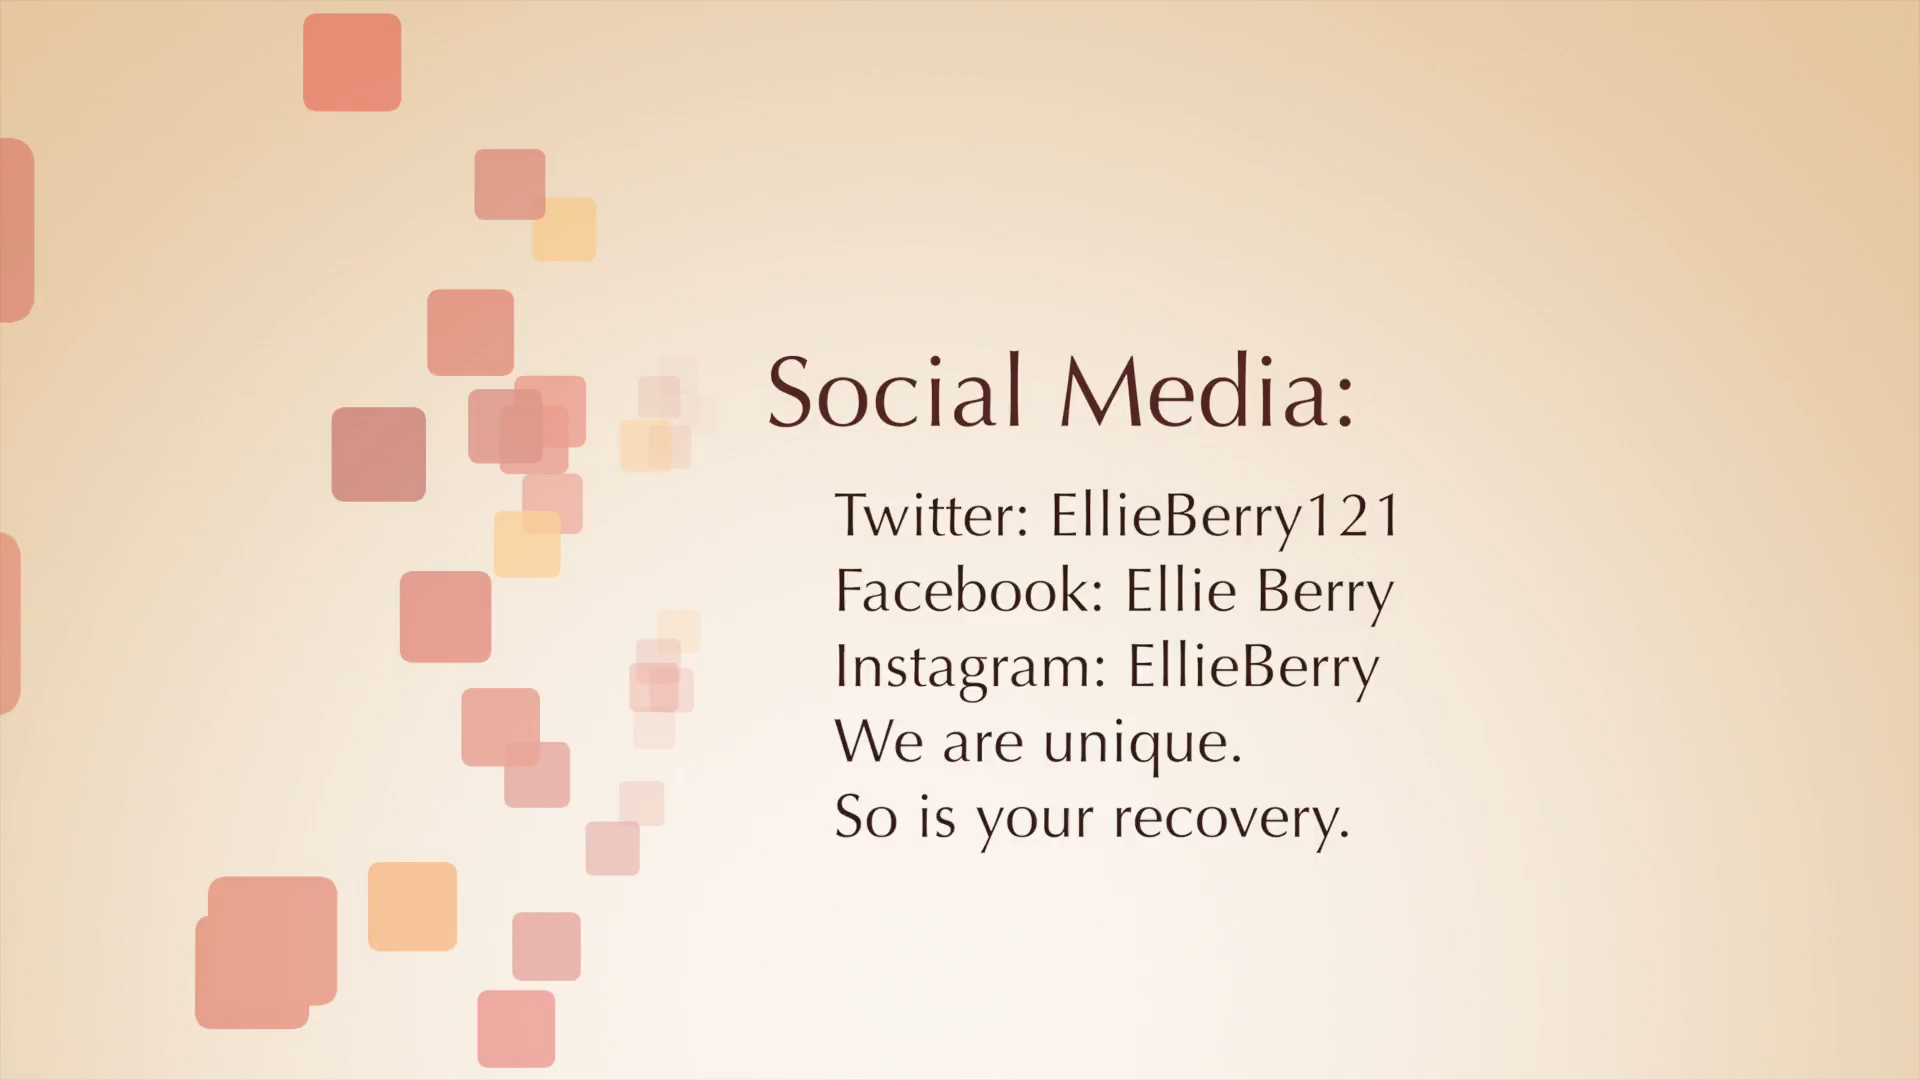 Social Media:
Twitter: EllieBerry121
Facebook: Ellie Berry
Instagram: EllieBerry
We are unique.
So is your recovery.